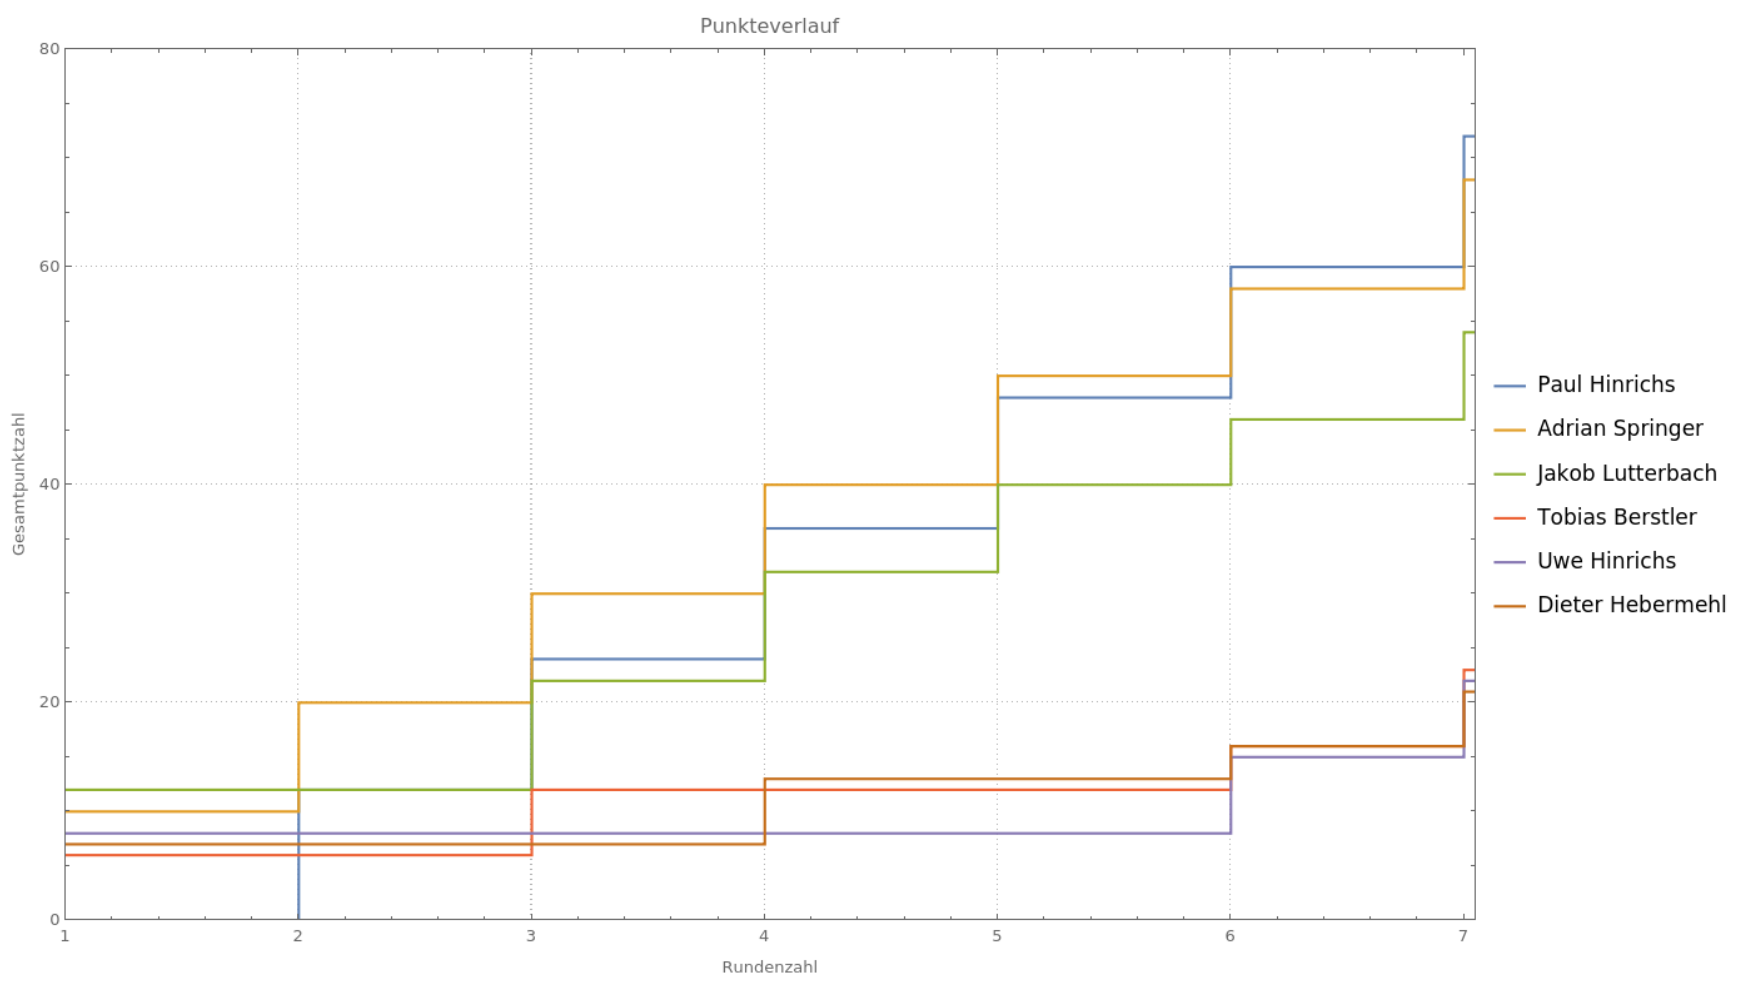 Punkteverlauf
80
60
40
20
0
Gesamtpunktzahl
1 2 3 4 5 6 7
Rundenzahl
Paul Hinrichs
Adrian Springer
Jakob Lutterbach
Tobias Berstler
Uwe Hinrichs
Dieter Hebermehl